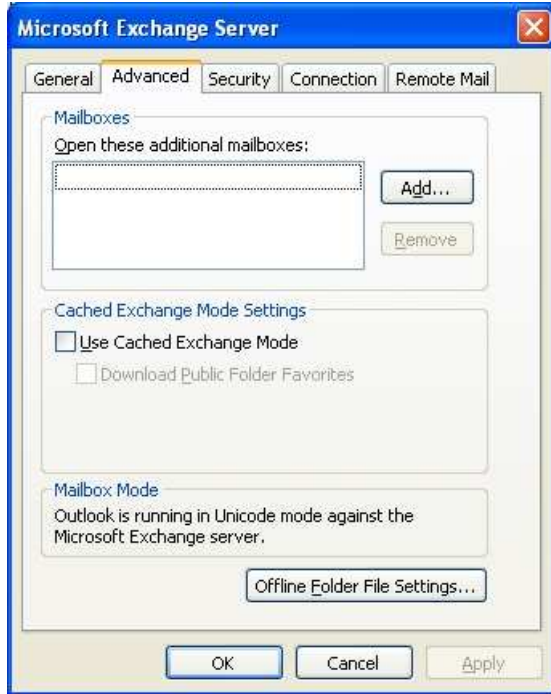 Microsoft Exchange Server
General Advanced Security Connection Remote Mail
Mailboxes
Open these additional mailboxes:
Add...
Remove
Cached Exchange Mode Settings
Use Cached Exchange Mode
Download Public Folder Favorites
Mailbox Mode
Outlook is running in Unicode mode against the
Microsoft Exchange server.
Offline Folder File Settings...
OK Cancel Apply